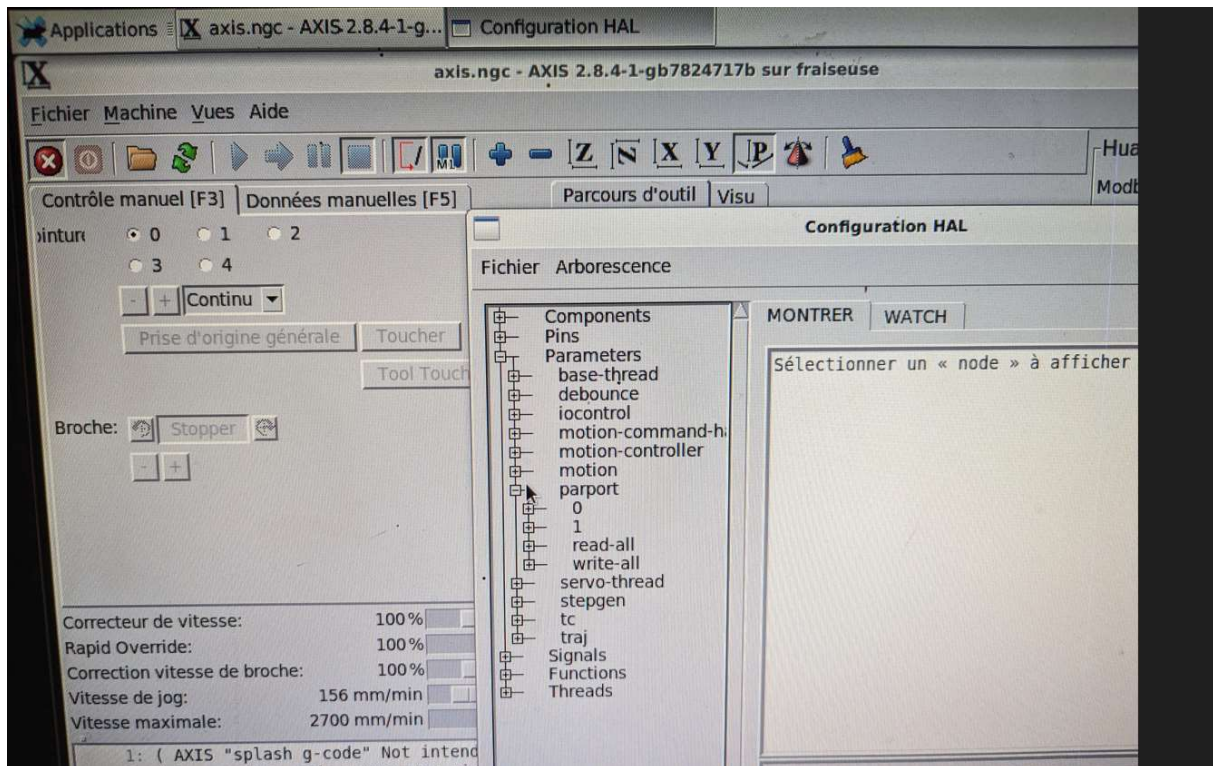 Applications axis.ngc - AXIS 2.8.4-1-g... Configuration HAL
axis.ngc - AXIS 2.8.4-1-gb7824717b sur fraiseuse
Fichier Machine Vues Aide
Contrôle manuel [F3] Données manuelles [F5]
Parcours d'outil Visu
0 1 2
3 4
- + Continu
Prise d'origine générale Toucher
Tool Touch
Broche: Stopper
- +
Correcteur de vitesse: 100%
Rapid Override: 100%
Correction vitesse de broche: 100%
Vitesse de jog: 156 mm/min
Vitesse maximale: 2700 mm/min
1: ( AXIS "splash g-code" Not intend
Configuration HAL
Fichier Arborescence
Components
Pins
Parameters
base-thread
debounce
iocontrol
motion-command-h
motion-controller
motion
parport
0
1
read-all
write-all
servo-thread
stepgen
tc
traj
Signals
Functions
Threads
MONTRER WATCH
Sélectionner un « node » à afficher